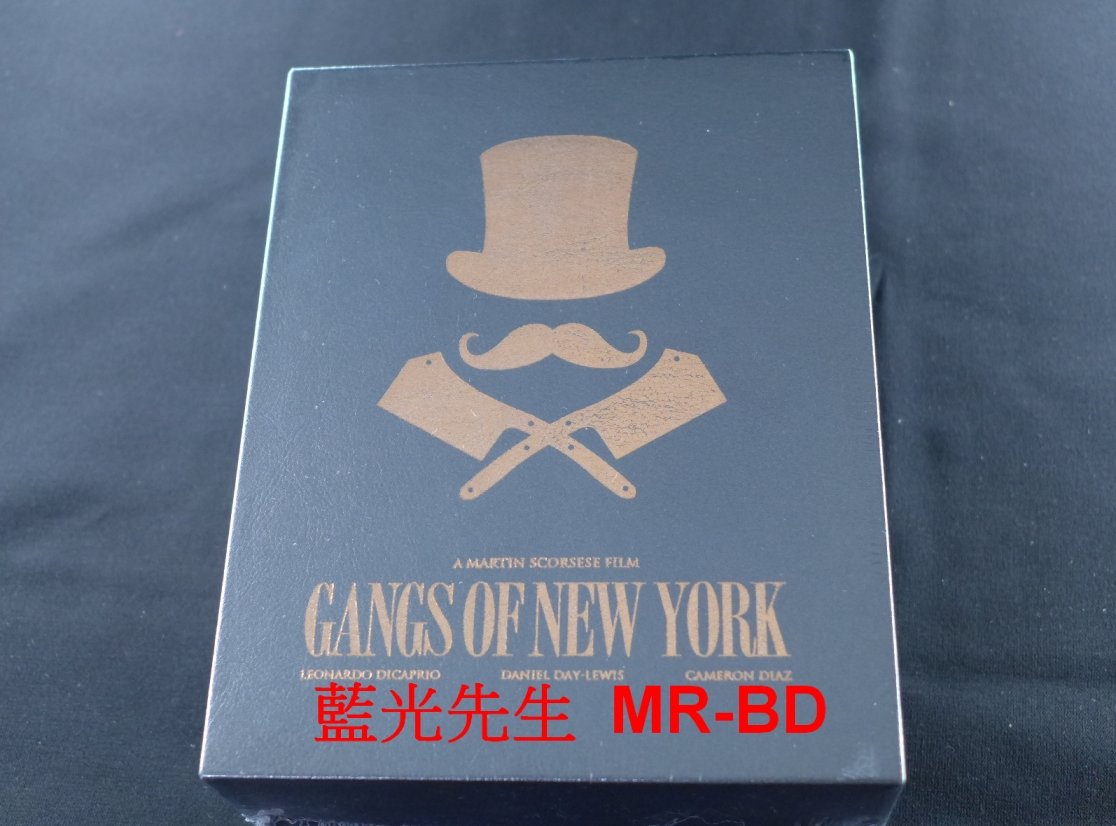 A MARTIN SCORSESE FILM
GANGS OF NEW YORK
LEONARDO DICAPRIO DANIEL DAY-LEWIS CAMERON DIAZ
藍光先生 MR-BD